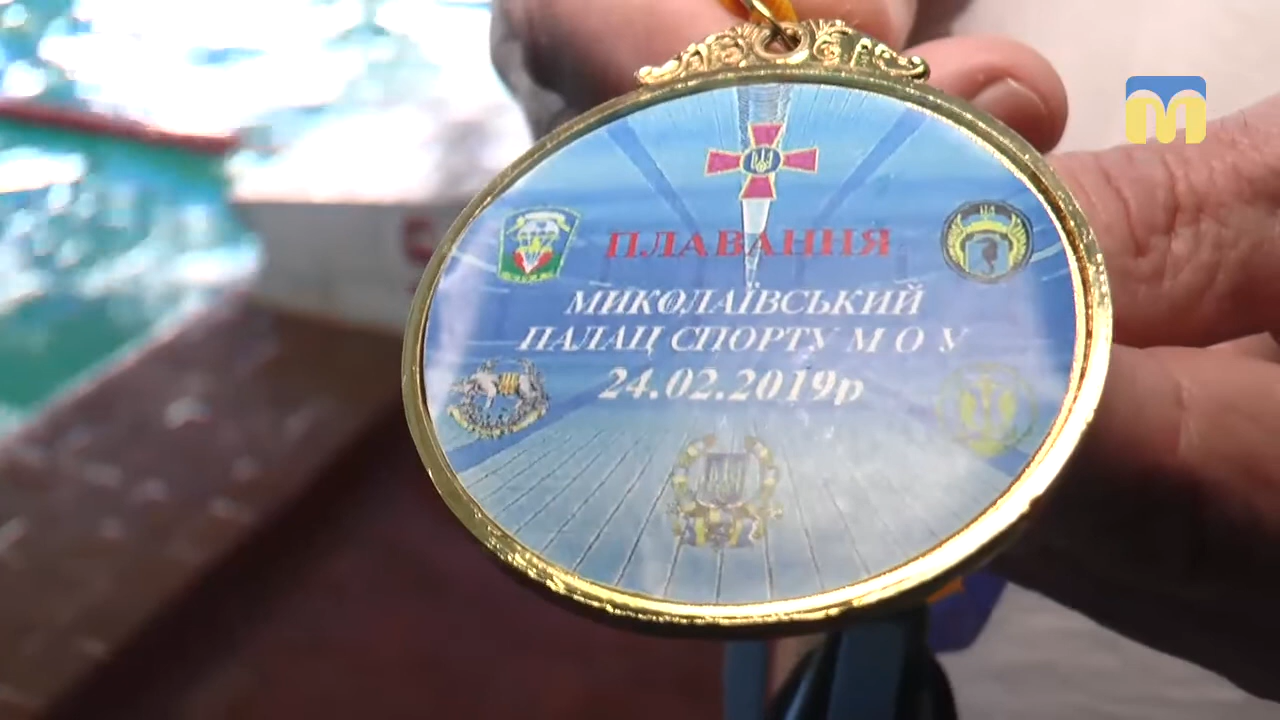 ПЛАВАННЯ
МИКОЛАЇВСЬКИЙ
ПАЛАЦ СПОРТУ М О У
24.02.2019р